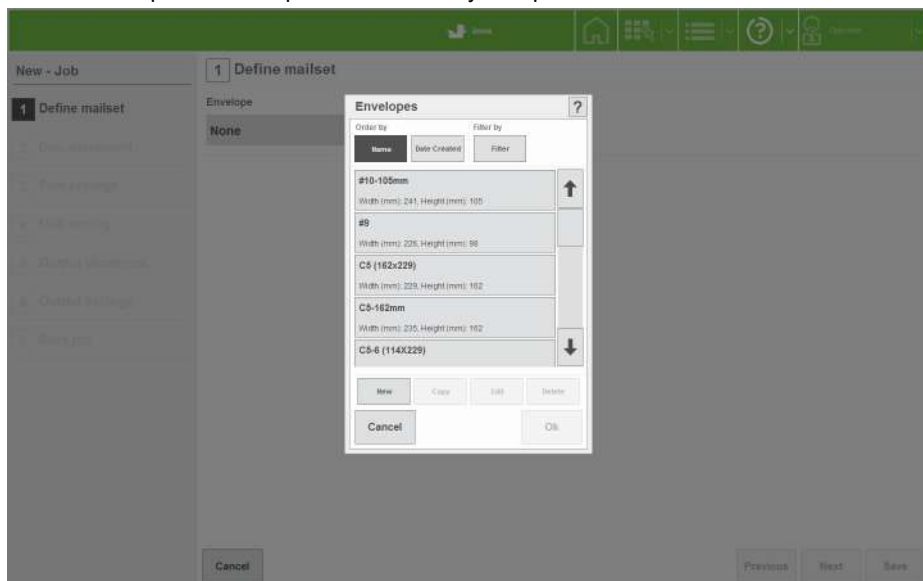 New - Job
1 Define mailset
1 Define mailset
Envelope
None
Envelopes
?
Order by
Filter by
Name
Date Created
Filter
#10-105mm
Width (mm): 241, Height (mm): 105
#9
Width (mm): 225, Height (mm): 98
C5 (162x229)
Width (mm): 229, Height (mm): 162
C5-162mm
Width (mm): 235, Height (mm): 162
C5-6 (114X229)
New
Copy
Edit
Delete
Cancel
Ok
Cancel
Previous
Next
Save